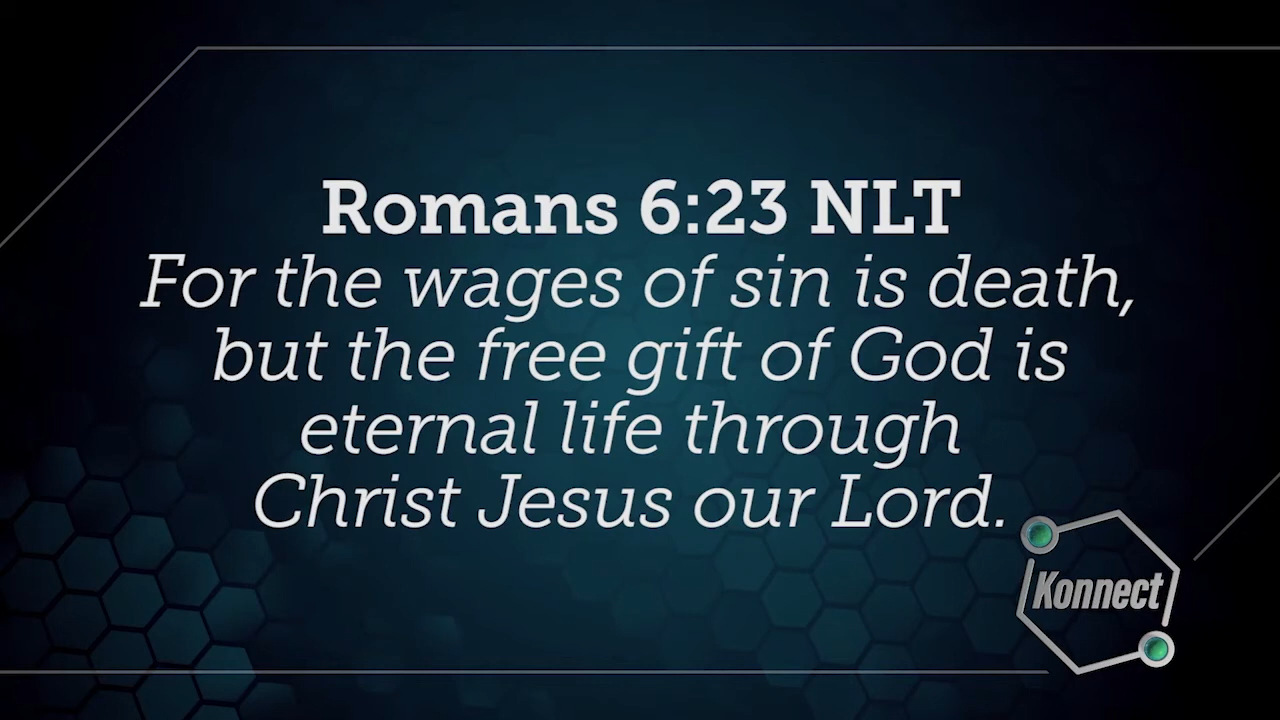 Romans 6:23 NLT
For the wages of sin is death,
but the free gift of God is
eternal life through
Christ Jesus our Lord.
Konnect